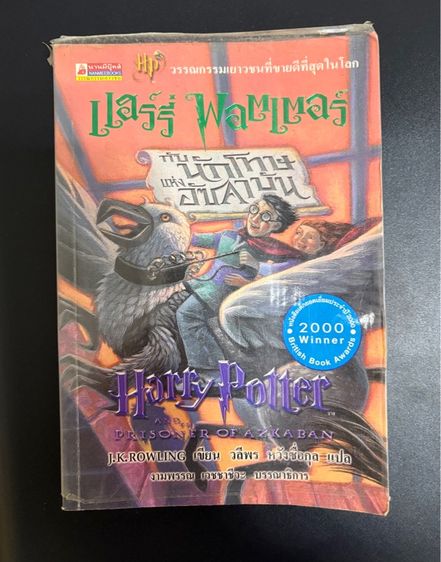 นานมีบุ๊คส์
NANMEEBOOKS
HP วรรณกรรมเยาวชนที่ขายดีที่สุดในโลก
แฮร์รี่ พอตเตอร์
กับ
นักโทษ
แห่ง
อัซคาบัน
2000
Winner
British Book Awards
Harry Potter
AND THE
PRISONER OF AZKABAN
J.K.ROWLING เขียน วลีพร หวังซื่อกุล แปล
งามพรรณ เวชชาชีวะ บรรณาธิการ